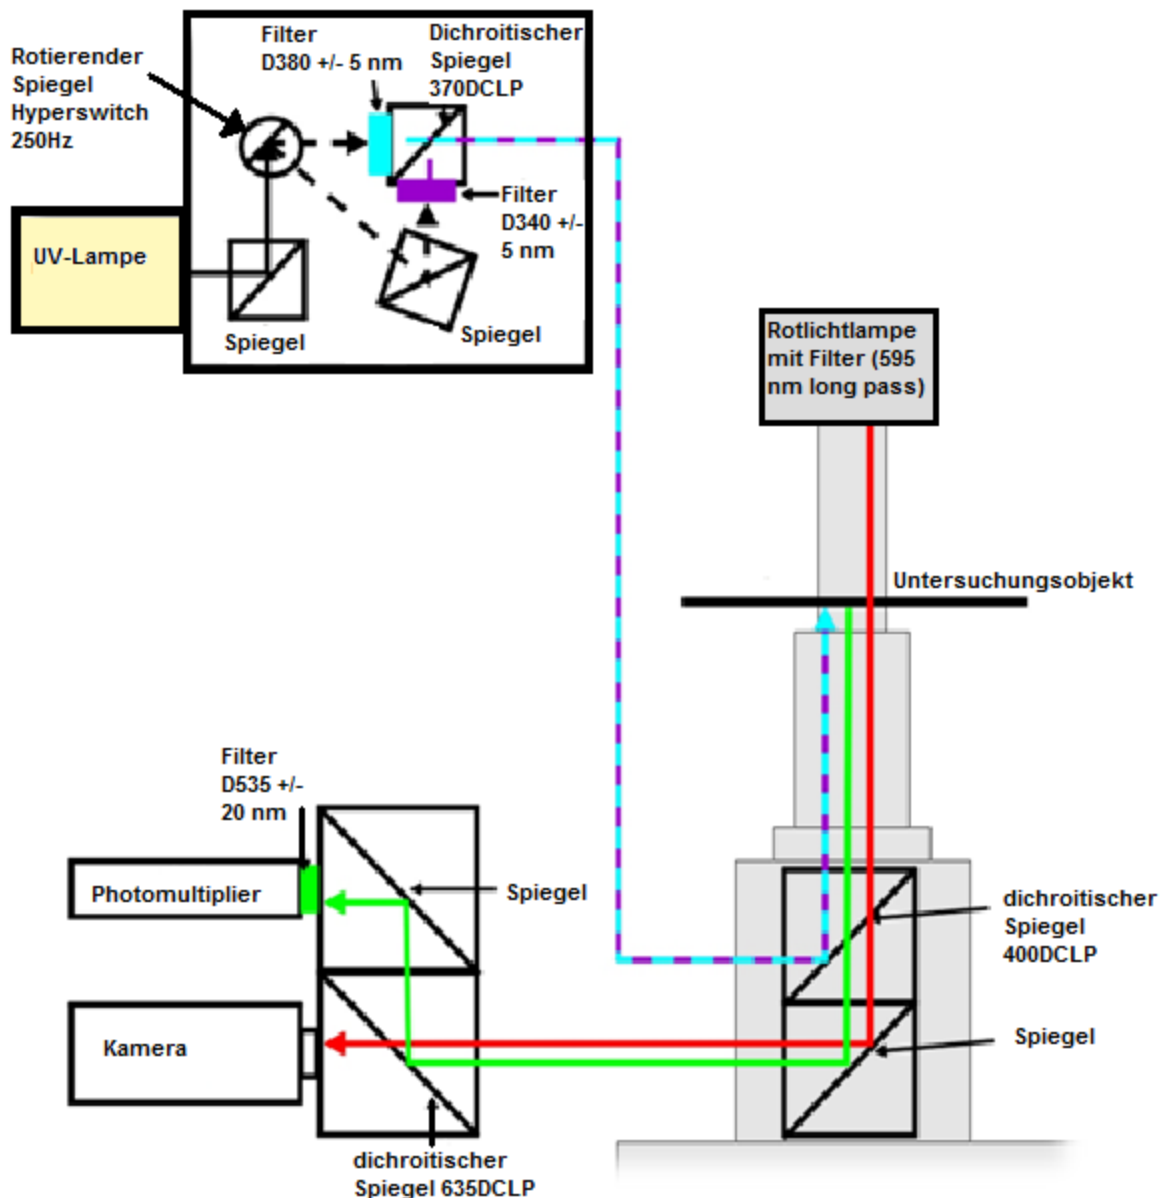 Rotierender
Spiegel
Hyperswitch
250Hz
Filter
D380 +/- 5 nm
Dichroitischer
Spiegel
370DCLP
Filter
D340 +/-
5 nm
UV-Lampe
Spiegel
Spiegel
Rotlichtlampe
mit Filter (595
nm long pass)
Untersuchungsobjekt
Filter
D535 +/-
20 nm
Photomultiplier
Spiegel
dichroitischer
Spiegel
400DCLP
Kamera
Spiegel
dichroitischer
Spiegel 635DCLP